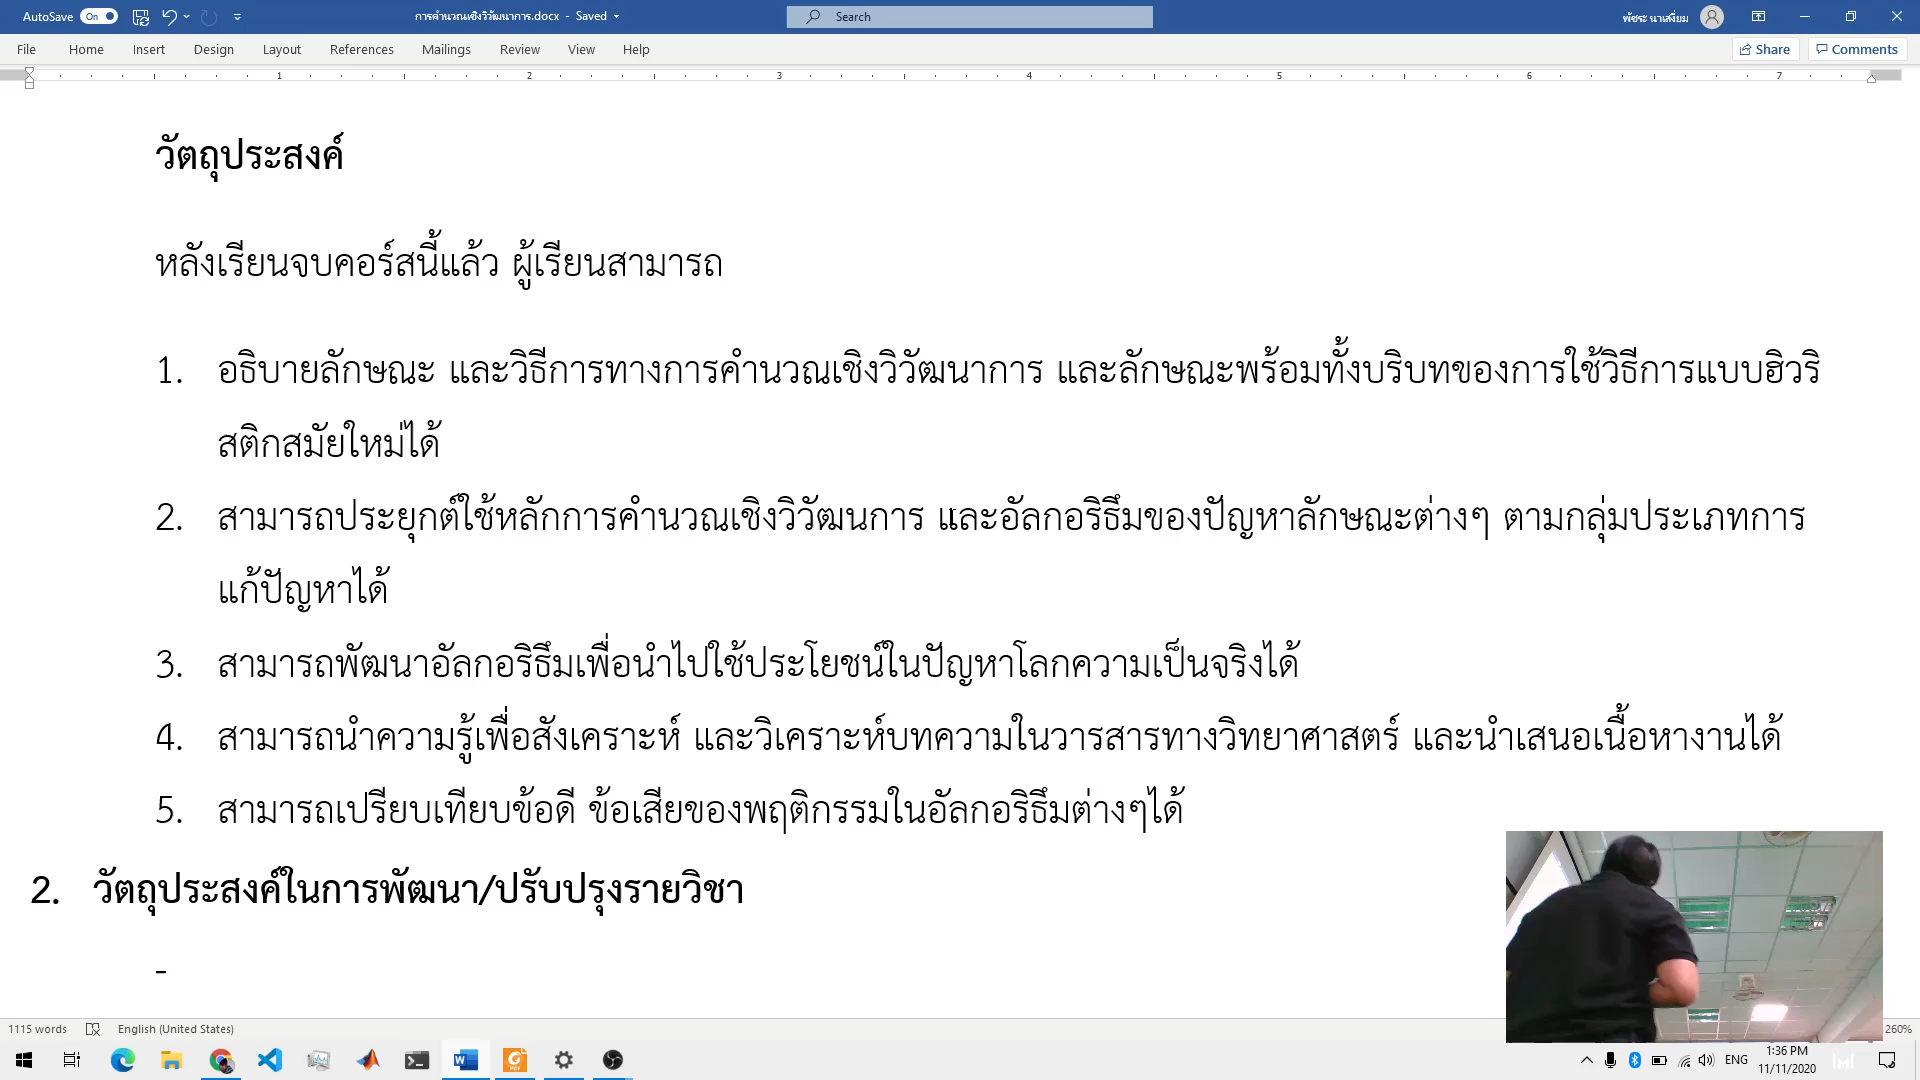 AutoSave On การคำนวณเชิงวิวัฒนาการ.docx - Saved Search พัชระ นาเสงี่ยม
File Home Insert Design Layout References Mailings Review View Help Share Comments
1 2 3 4 5 6 7
วัตถุประสงค์
หลังเรียนจบคอร์สนี้แล้ว ผู้เรียนสามารถ
1. อธิบายลักษณะ และวิธีการทางการคำนวณเชิงวิวัฒนาการ และลักษณะพร้อมทั้งบริบทของการใช้วิธีการแบบฮิวริ
สติกสมัยใหม่ได้
2. สามารถประยุกต์ใช้หลักการคำนวณเชิงวิวัฒนการ และอัลกอริธึมของปัญหาลักษณะต่างๆ ตามกลุ่มประเภทการ
แก้ปัญหาได้
3. สามารถพัฒนาอัลกอริธึมเพื่อนำไปใช้ประโยชน์ในปัญหาโลกความเป็นจริงได้
4. สามารถนำความรู้เพื่อสังเคราะห์ และวิเคราะห์บทความในวารสารทางวิทยาศาสตร์ และนำเสนอเนื้อหางานได้
5. สามารถเปรียบเทียบข้อดี ข้อเสียของพฤติกรรมในอัลกอริธึมต่างๆได้
2. วัตถุประสงค์ในการพัฒนา/ปรับปรุงรายวิชา
-
1115 words English (United States) 260%
ENG 1:36 PM
11/11/2020